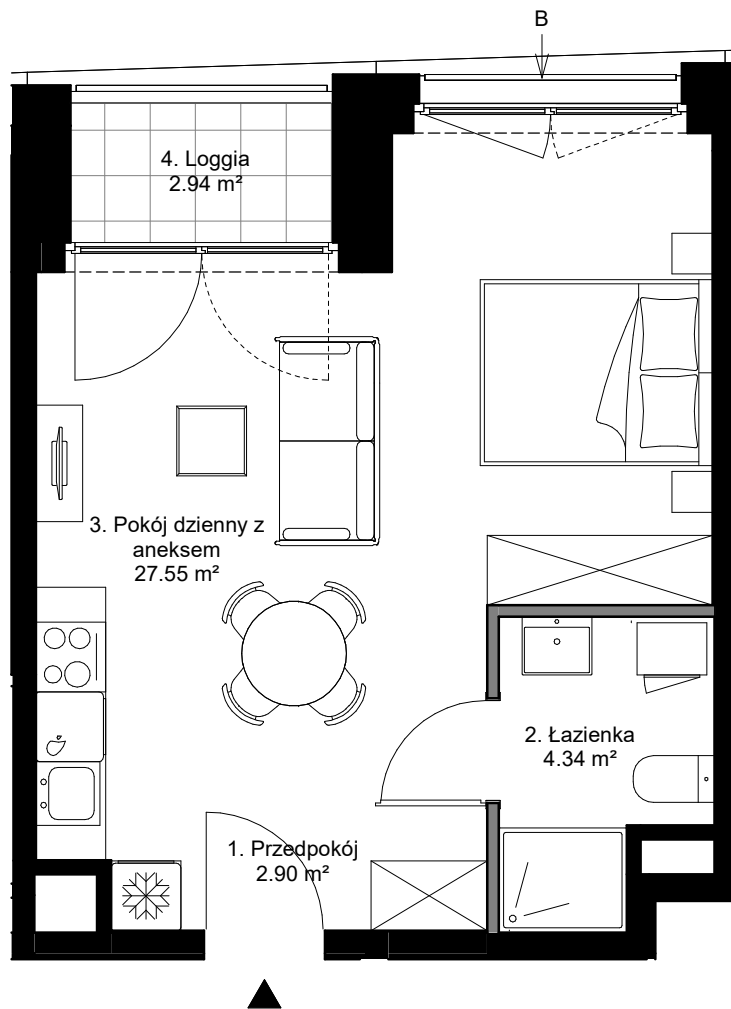 B
4. Loggia
2.94 m²
3. Pokój dzienny z
aneksem
27.55 m²
2. Łazienka
4.34 m²
1. Przedpokój
2.90 m²